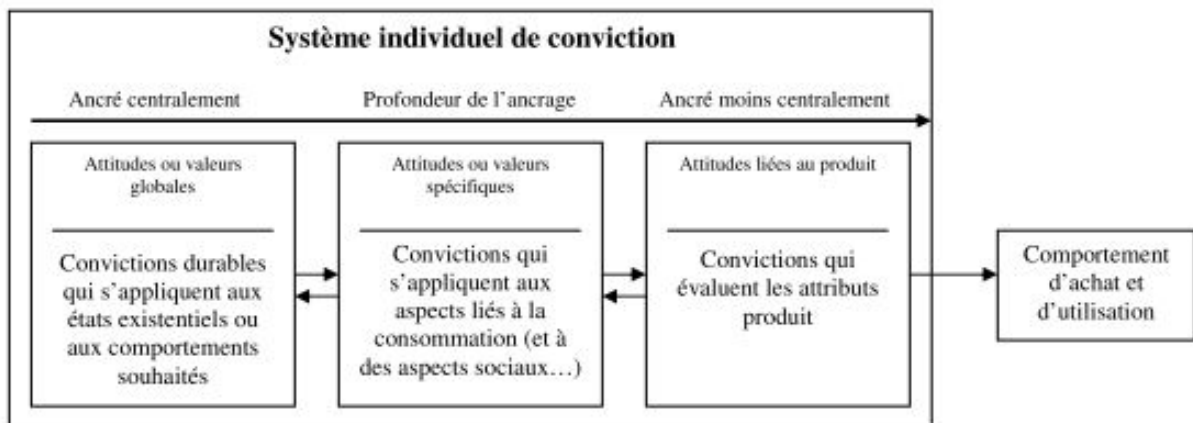 Système individuel de conviction
Ancré centralement
Profondeur de l'ancrage
Ancré moins centralement
Attitudes ou valeurs
globales
Convictions durables
qui s'appliquent aux
états existentiels ou
aux comportements
souhaités
Attitudes ou valeurs
spécifiques
Convictions qui
s'appliquent aux
aspects liés à la
consommation (et à
des aspects sociaux…)
Attitudes liées au produit
Convictions qui
évaluent les attributs
produit
Comportement
d'achat et
d'utilisation